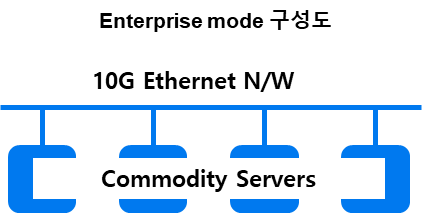 Enterprise mode 구성도
10G Ethernet N/W
Commodity Servers